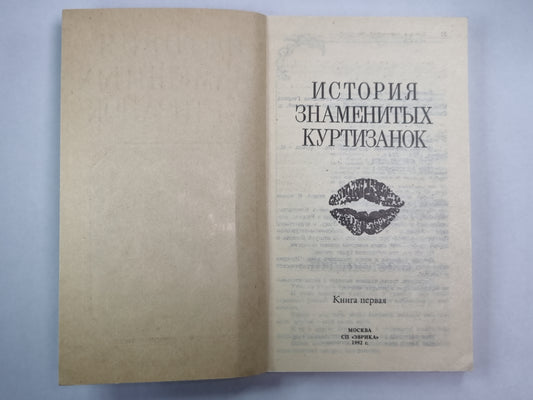 ИСТОРИЯ
ЗНАМЕНИТЫХ
КУРТИЗАНОК
Книга первая
МОСКВА
СП «ЭВРИКА»
1992 г.